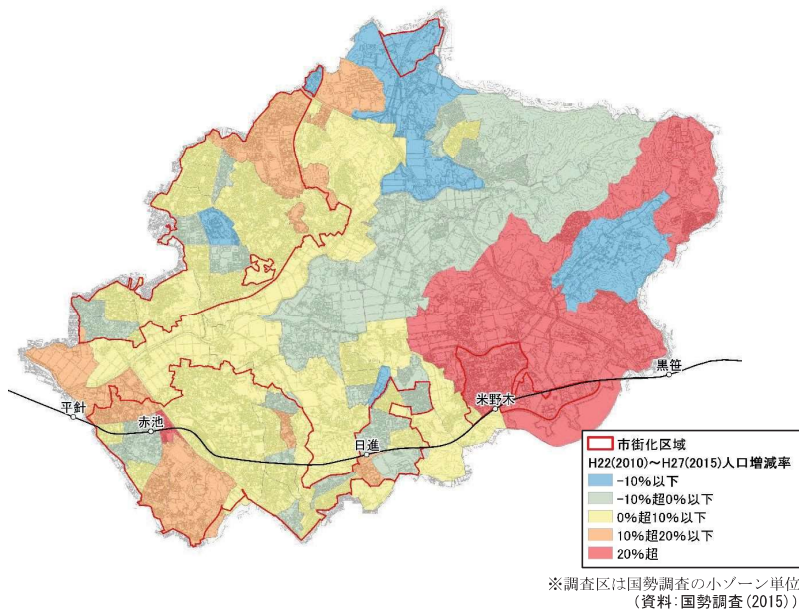 黒笹
米野木
平針
赤池
日進
市街化区域
H22(2010)～H27(2015)人口増減率
-10%以下
-10%超0%以下
0%超10%以下
10%超20%以下
20%超
※調査区は国勢調査の小ゾーン単位
(資料:国勢調査(2015))